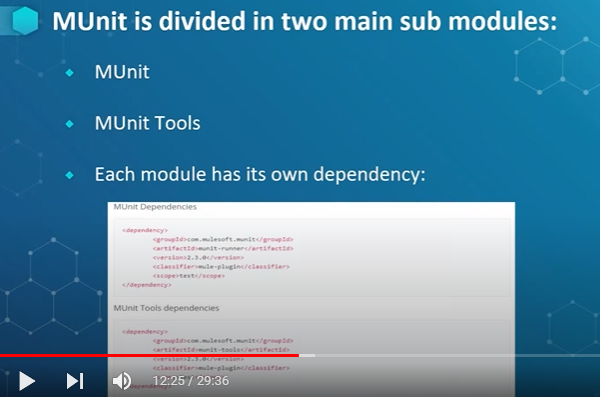 MUnit is divided in two main sub modules:
MUnit
MUnit Tools
Each module has its own dependency:
MUnit Dependencies
<dependency>
<groupId>com.mulesoft.munit</groupId>
<artifactId>munit-runner</artifactId>
<version>2.3.0</version>
<classifier>mule-plugin</classifier>
<scope>test</scope>
</dependency>
MUnit Tools dependencies
<dependency>
<groupId>com.mulesoft.munit</groupId>
<artifactId>munit-tools</artifactId>
<version>2.3.0</version>
<classifier>mule-plugin</classifier>
12:25 / 29:36